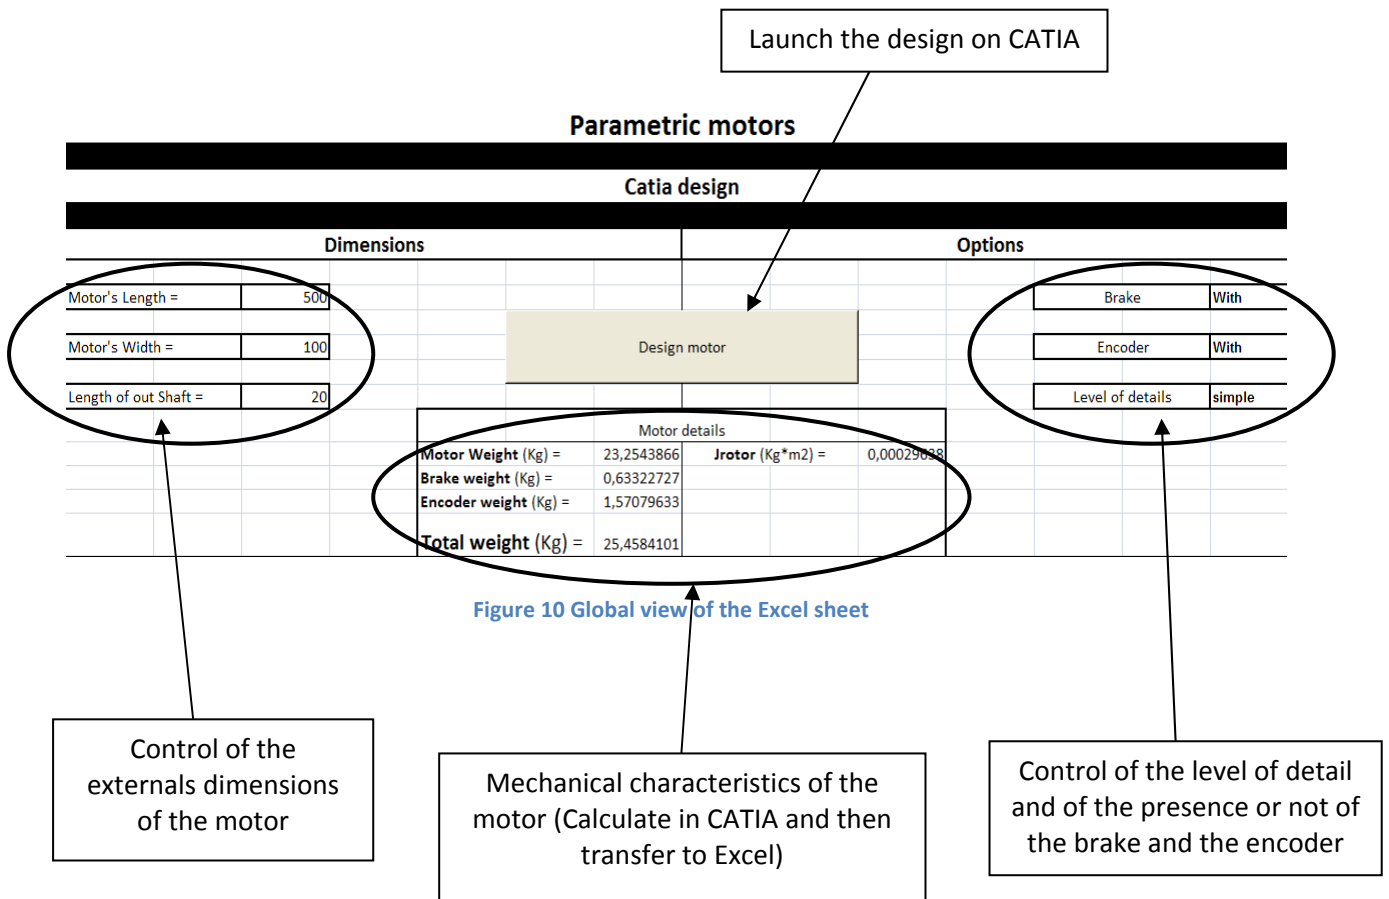 Launch the design on CATIA
Parametric motors
Catia design
Dimensions
Options
Motor's Length = 500
Brake With
Motor's Width = 100
Design motor
Encoder With
Length of out Shaft = 20
Level of details simple
Motor details
Motor Weight (Kg) = 23,2543866 Jrotor (Kg*m2) = 0,00029638
Brake weight (Kg) = 0,63322727
Encoder weight (Kg) = 1,57079633
Total weight (Kg) = 25,4584101
Figure 10 Global view of the Excel sheet
Control of the
externals dimensions
of the motor
Mechanical characteristics of the
motor (Calculate in CATIA and then
transfer to Excel)
Control of the level of detail
and of the presence or not of
the brake and the encoder